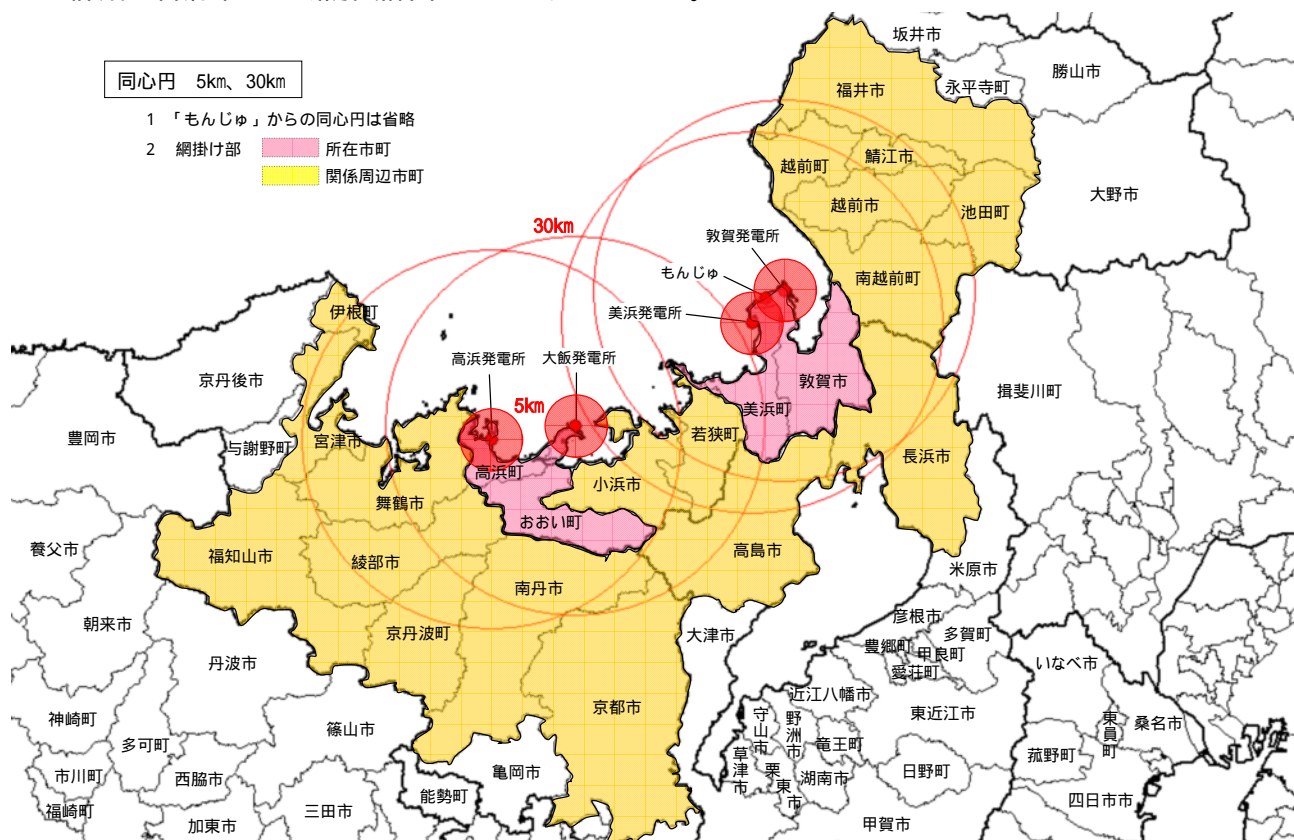 同心円 5km、30km
1 「もんじゅ」からの同心円は省略
2 網掛け部 所在市町
関係周辺市町
坂井市
永平寺町
勝山市
福井市
大野市
越前町
鯖江市
越前市
池田町
南越前町
30km
敦賀発電所
もんじゅ
美浜発電所
伊根町
京丹後市
高浜発電所
大飯発電所
5km
敦賀市
美浜町
揖斐川町
豊岡市
与謝野町
宮津市
若狭町
長浜市
高浜町
小浜市
舞鶴市
おおい町
養父市
福知山市
綾部市
高島市
南丹市
米原市
朝来市
丹波市
京丹波町
大津市
彦根市
多賀町
豊郷町
甲良町
愛荘町
いなべ市
神崎町
多可町
篠山市
京都市
近江八幡市
東近江市
守山市
野洲市
竜王町
東員町
桑名市
市川町
西脇市
亀岡市
能勢町
草津市
栗東市
湖南市
日野町
菰野町
福崎町
加東市
三田市
四日市市
甲賀市